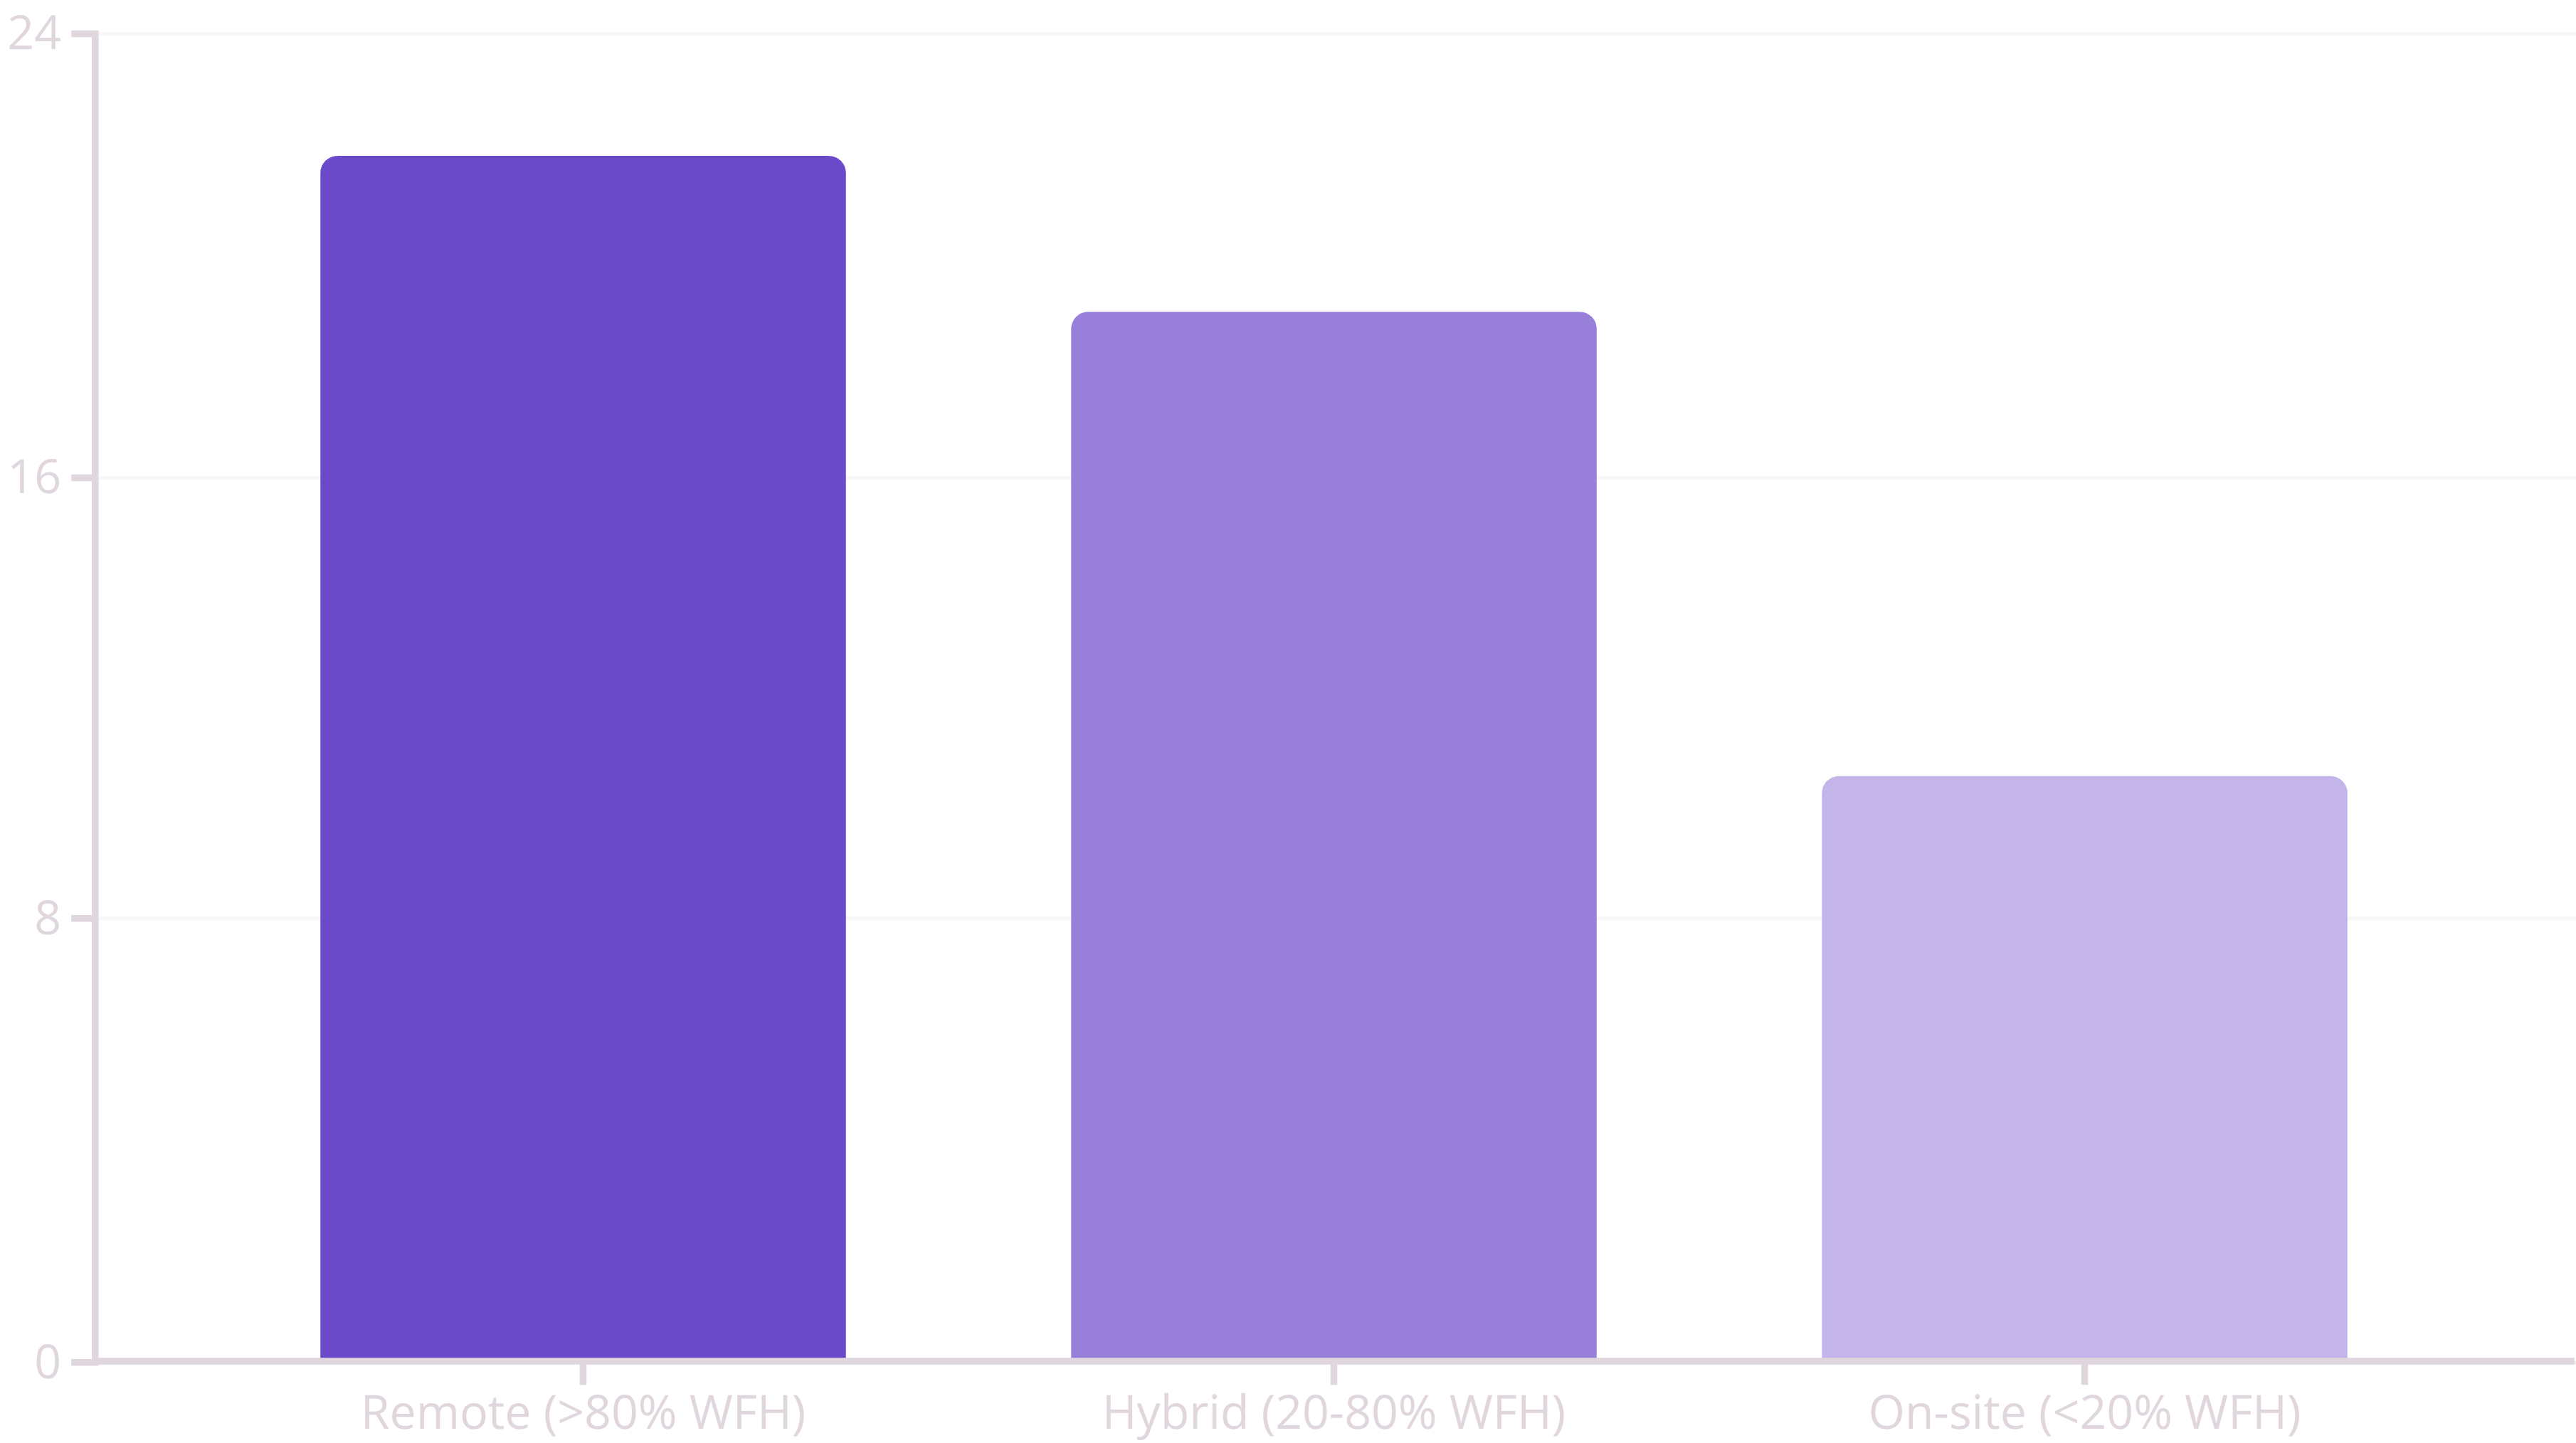 24
16
8
0
Remote (>80% WFH)
Hybrid (20-80% WFH)
On-site (<20% WFH)